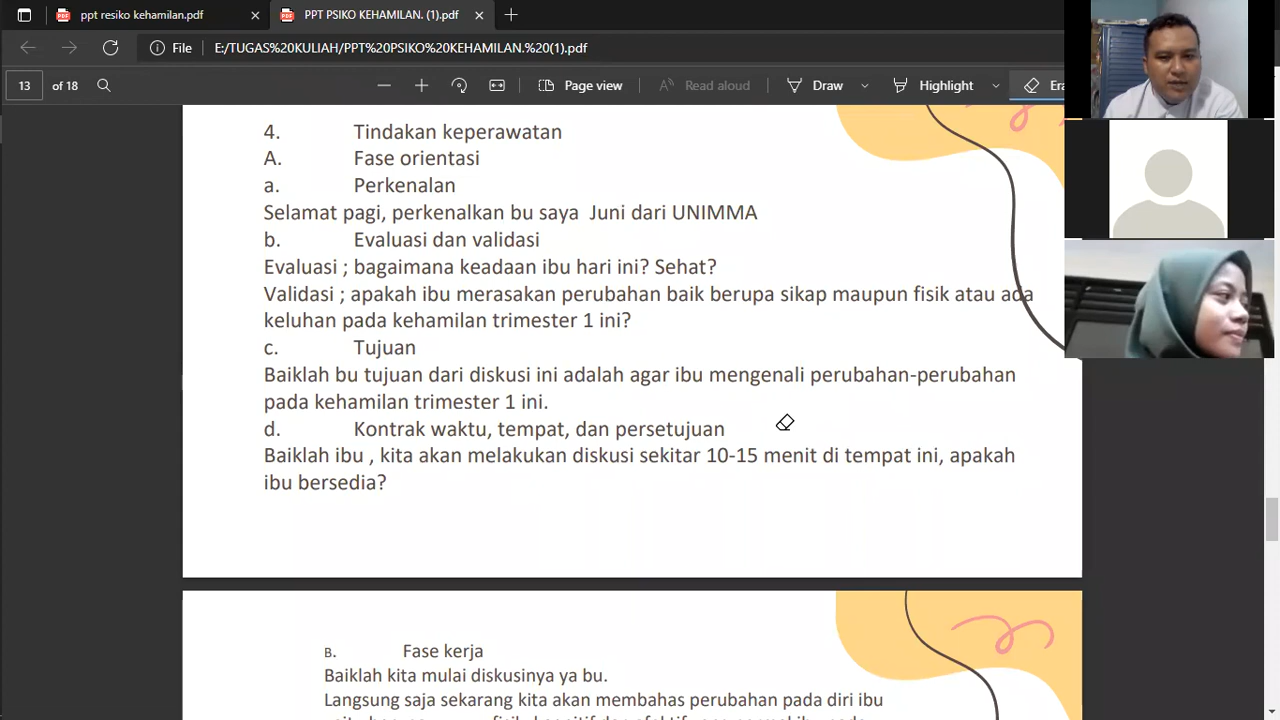 ppt resiko kehamilan.pdf
PPT PSIKO KEHAMILAN. (1).pdf
File
E:/TUGAS%20KULIAH/PPT%20PSIKO%20KEHAMILAN.%20(1).pdf
13 of 18
Page view
Read aloud
Draw
Highlight
Era
4. Tindakan keperawatan
A. Fase orientasi
a. Perkenalan
Selamat pagi, perkenalkan bu saya Juni dari UNIMMA
b. Evaluasi dan validasi
Evaluasi ; bagaimana keadaan ibu hari ini? Sehat?
Validasi ; apakah ibu merasakan perubahan baik berupa sikap maupun fisik atau ada
keluhan pada kehamilan trimester 1 ini?
c. Tujuan
Baiklah bu tujuan dari diskusi ini adalah agar ibu mengenali perubahan-perubahan
pada kehamilan trimester 1 ini.
d. Kontrak waktu, tempat, dan persetujuan
Baiklah ibu , kita akan melakukan diskusi sekitar 10-15 menit di tempat ini, apakah
ibu bersedia?
B. Fase kerja
Baiklah kita mulai diskusinya ya bu.
Langsung saja sekarang kita akan membahas perubahan pada diri ibu